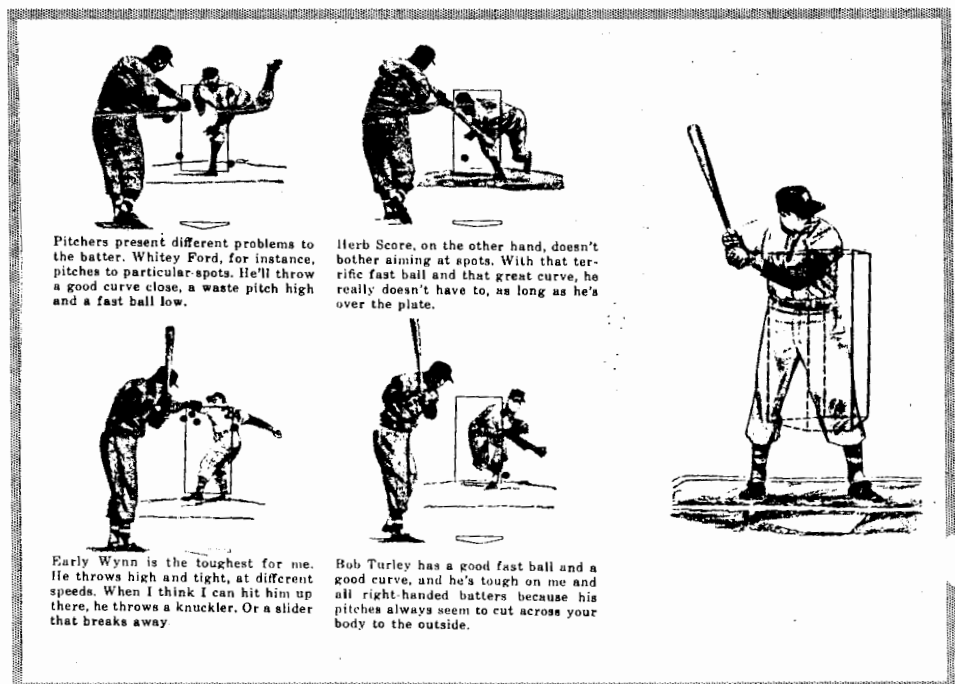 Pitchers present different problems to
the batter. Whitey Ford, for instance,
pitches to particular spots. He'll throw
a good curve close, a waste pitch high
and a fast ball low.
Herb Score, on the other hand, doesn't
bother aiming at spots. With that ter-
rific fast ball and that great curve, he
really doesn't have to, as long as he's
over the plate.
Early Wynn is the toughest for me.
He throws high and tight, at different
speeds. When I think I can hit him up
there, he throws a knuckler. Or a slider
that breaks away
Bob Turley has a good fast ball and a
good curve, and he's tough on me and
all right-handed batters because his
pitches always seem to cut across your
body to the outside.